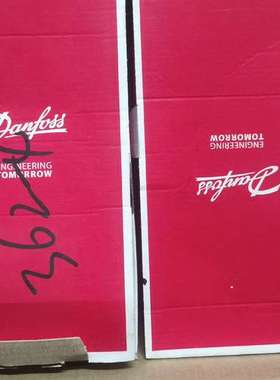 Danfoss
ENGINEERING
TOMORROW
ENGINEERING
TOMORROW
Danfoss